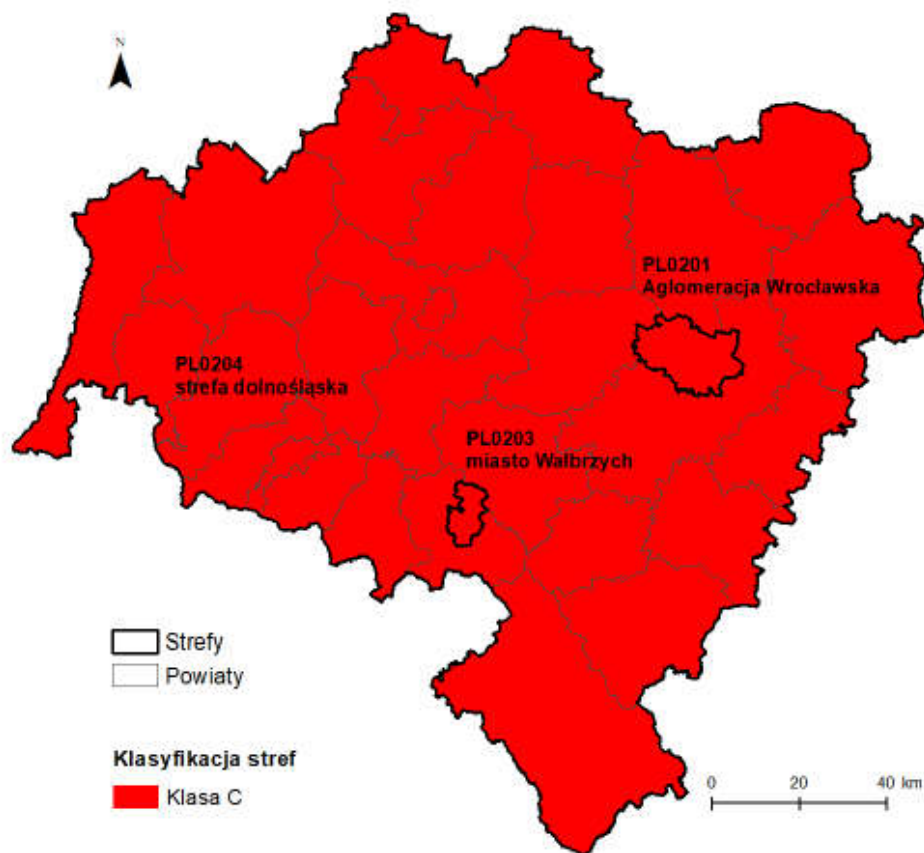 N
PL0201
Aglomeracja Wrocławska
PL0204
strefa dolnośląska
PL0203
miasto Wałbrzych
Strefy
Powiaty
Klasyfikacja stref
Klasa C
0 20 40 km